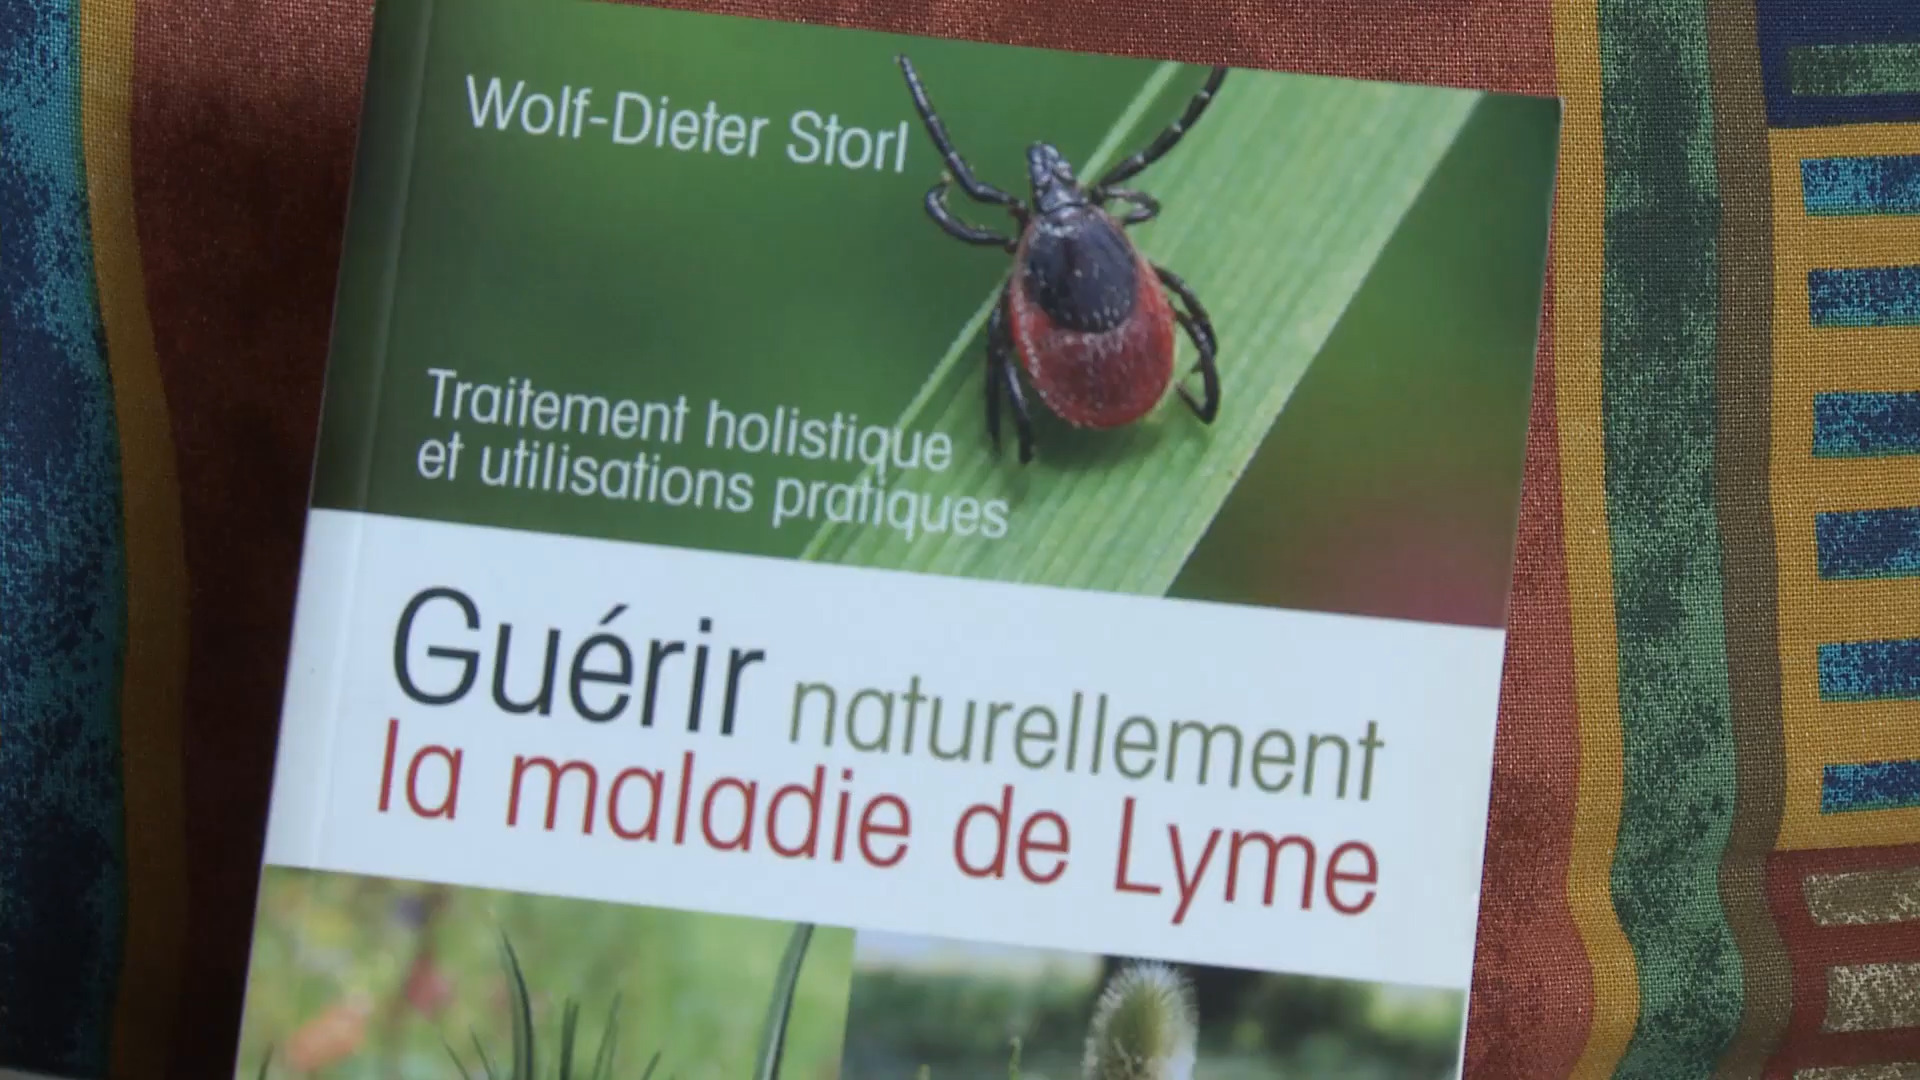 Wolf-Dieter Storl
Traitement holistique
et utilisations pratiques
Guérir naturellement
la maladie de Lyme